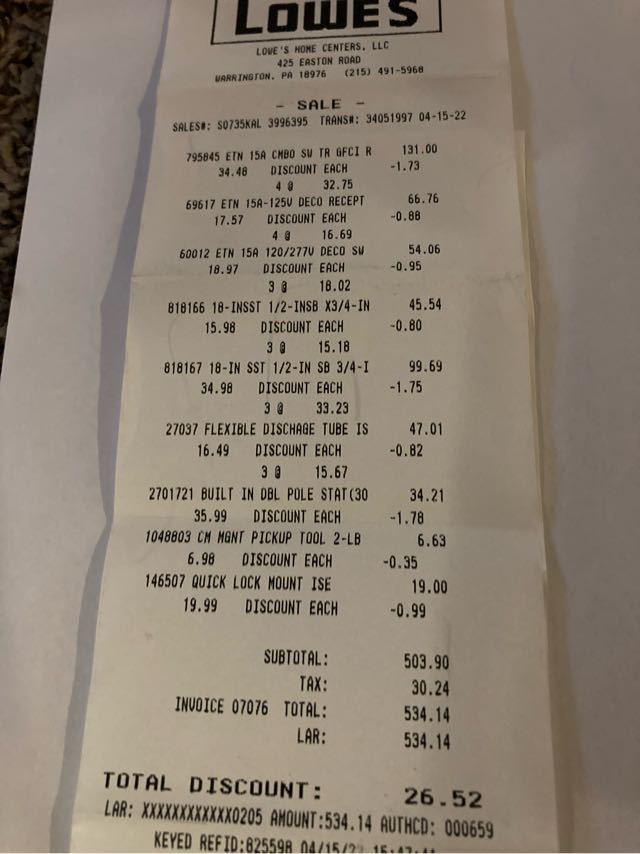 LOWE'S
LOWE'S HOME CENTERS, LLC
425 EASTON ROAD
WARRINGTON, PA 18976 (215) 491-5968
- SALE -
SALES#: S0735KAL 3996395 TRANS#: 34051997 04-15-22
795845 ETN 15A CMBO SW TR GFCI R 131.00
34.48 DISCOUNT EACH -1.73
4 @ 32.75
69617 ETN 15A-125V DECO RECEPT 66.76
17.57 DISCOUNT EACH -0.88
4 @ 16.69
60012 ETN 15A 120/277V DECO SW 54.06
18.97 DISCOUNT EACH -0.95
3 @ 18.02
818166 18-INSST 1/2-INSB X3/4-IN 45.54
15.98 DISCOUNT EACH -0.80
3 @ 15.18
818167 18-IN SST 1/2-IN SB 3/4-I 99.69
34.98 DISCOUNT EACH -1.75
3 @ 33.23
27037 FLEXIBLE DISCHAGE TUBE IS 47.01
16.49 DISCOUNT EACH -0.82
3 @ 15.67
2701721 BUILT IN DBL POLE STAT(30 34.21
35.99 DISCOUNT EACH -1.78
1048803 CM MGNT PICKUP TOOL 2-LB 6.63
6.98 DISCOUNT EACH -0.35
146507 QUICK LOCK MOUNT ISE 19.00
19.99 DISCOUNT EACH -0.99
SUBTOTAL: 503.90
TAX: 30.24
INVOICE 07076 TOTAL: 534.14
LAR: 534.14
TOTAL DISCOUNT: 26.52
LAR: XXXXXXXXXXXX0205 AMOUNT:534.14 AUTHCD: 000659
KEYED REFID:825598